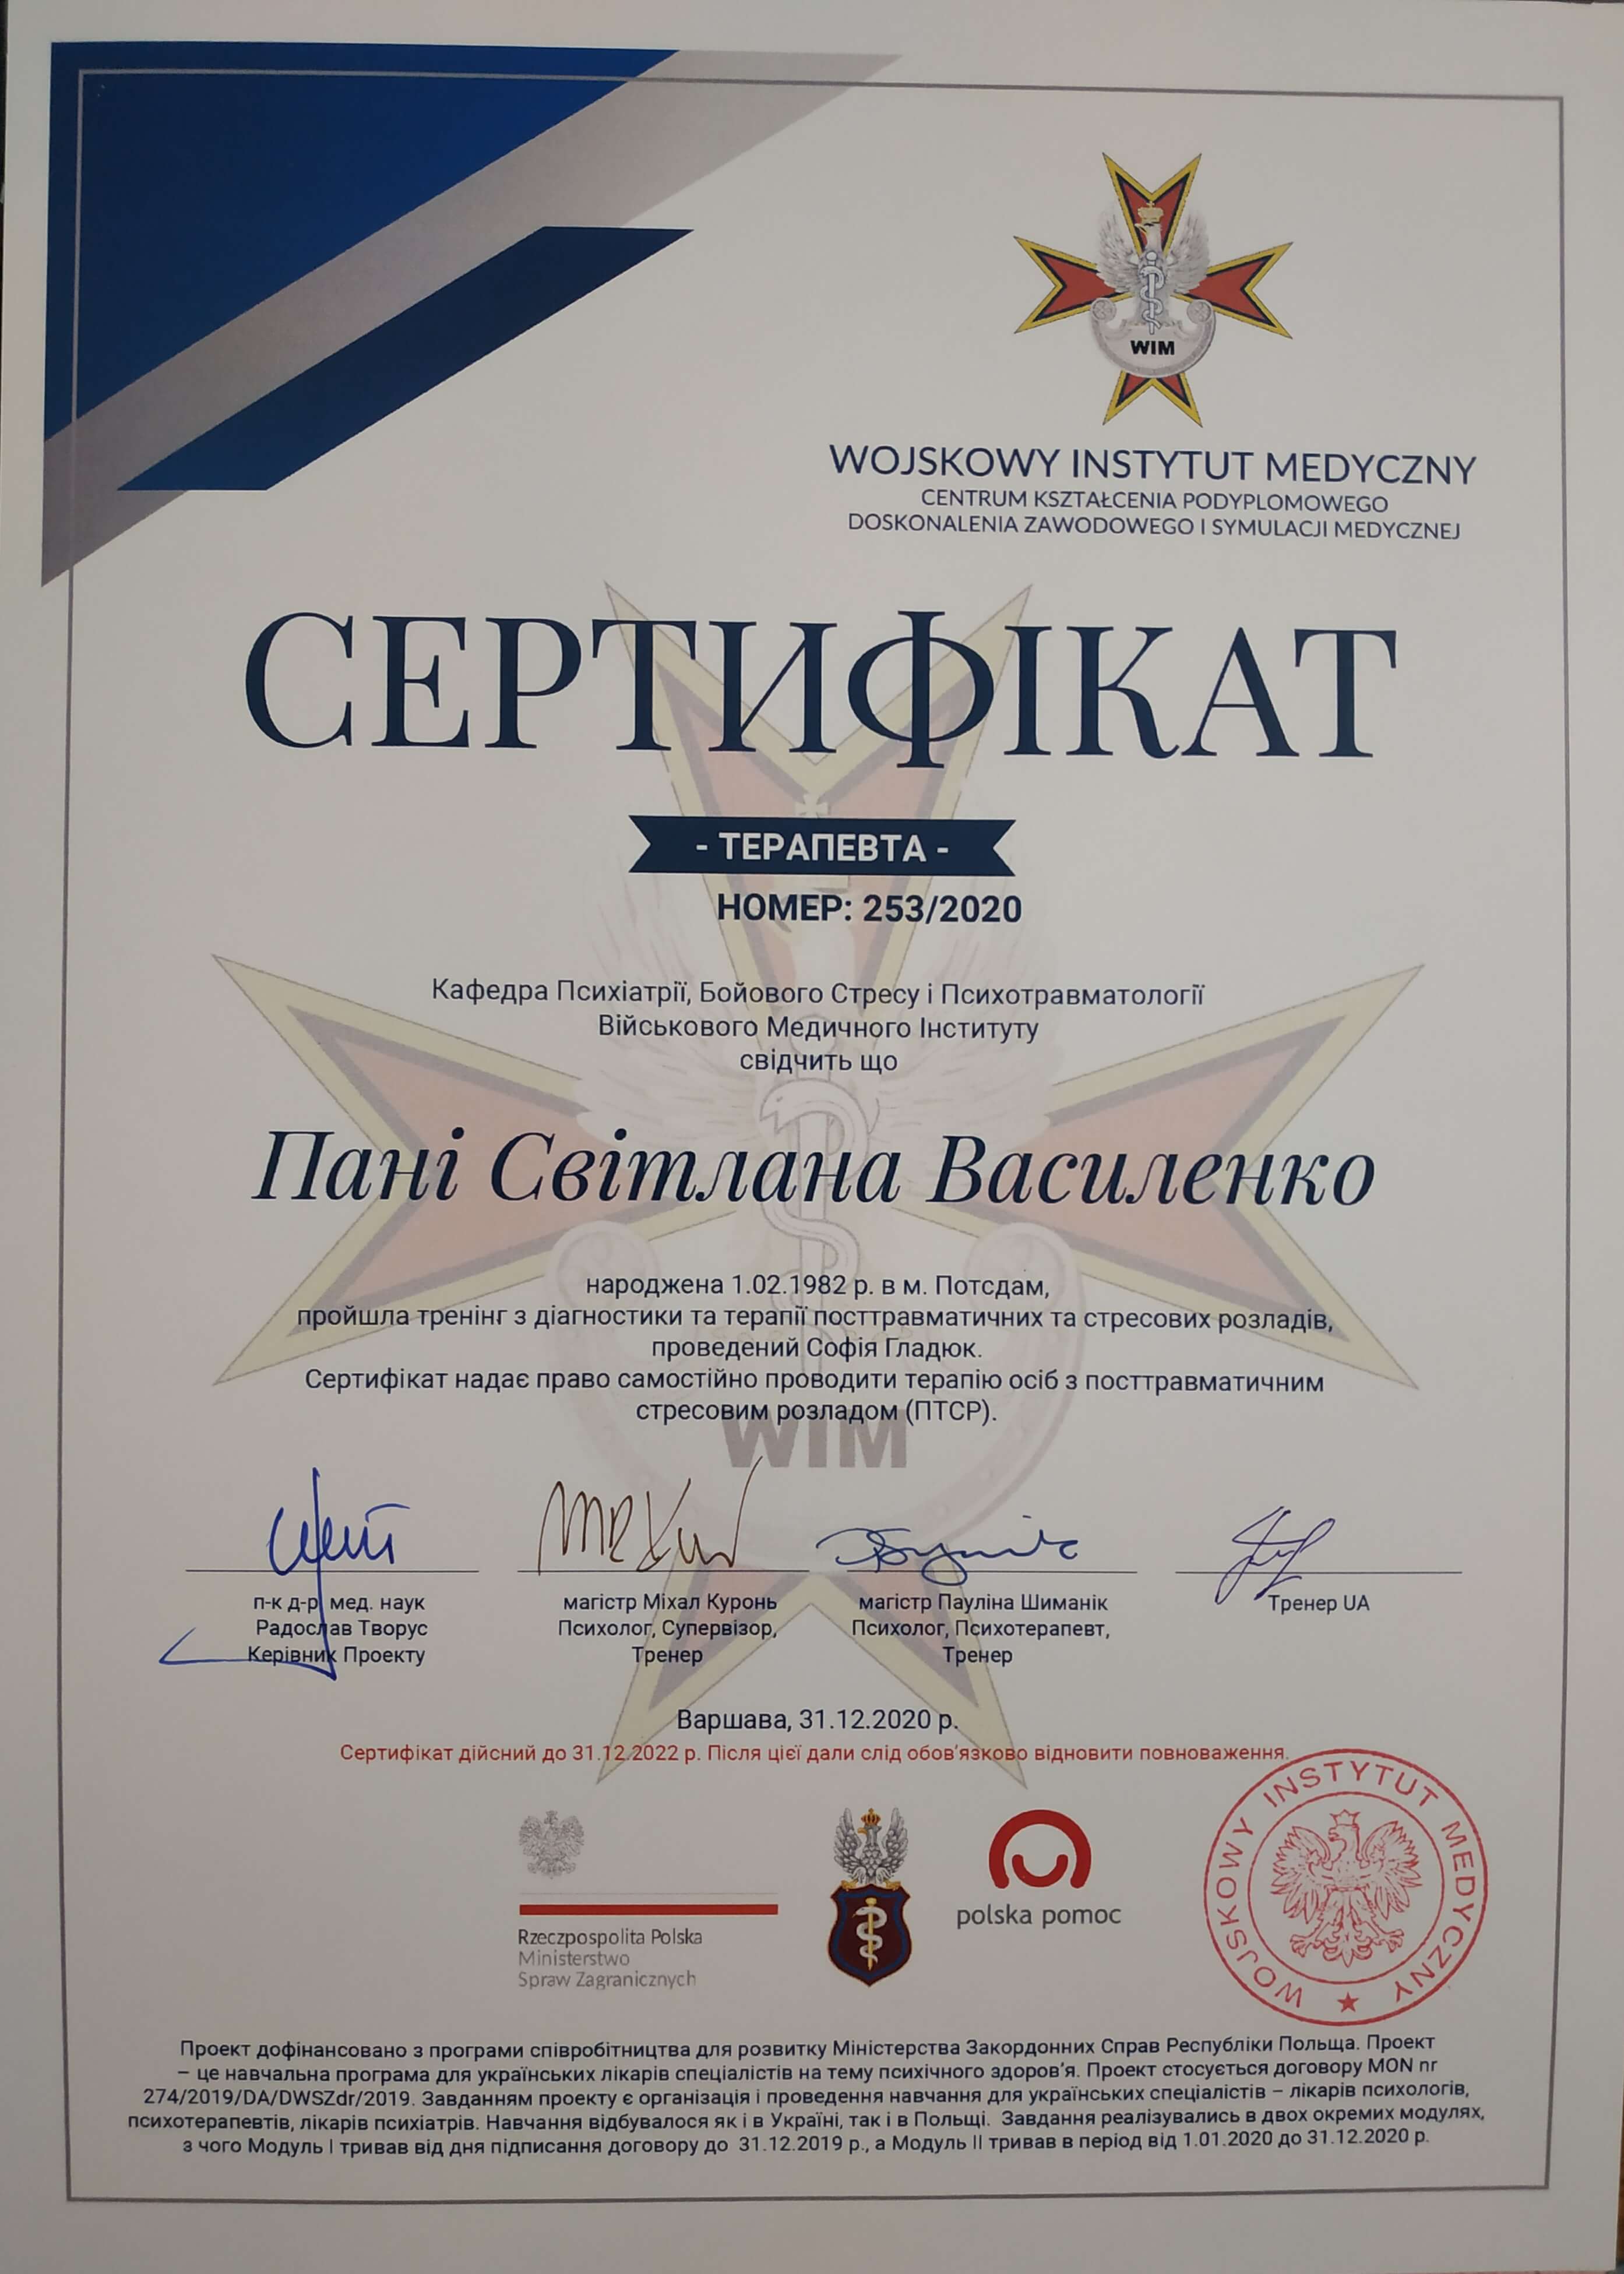 WIM
WOJSKOWY INSTYTUT MEDYCZNY
CENTRUM KSZTAŁCENIA PODYPLOMOWEGO
DOSKONALENIA ZAWODOWEGO I SYMULACJI MEDYCZNEJ
СЕРТИФІКАТ
- ТЕРАПЕВТА -
НОМЕР: 253/2020
Кафедра Психіатрії, Бойового Стресу і Психотравматології
Військового Медичного Інституту
свідчить що
Пані Світлана Василенко
народжена 1.02.1982 р. в м. Потсдам,
пройшла тренінг з діагностики та терапії посттравматичних та стресових розладів,
проведений Софія Гладюк.
Сертифікат надає право самостійно проводити терапію осіб з посттравматичним
стресовим розладом (ПТСР).
WIM
п-к д-р мед. наук
Радослав Творус
Керівник Проекту
магістр Міхал Куронь
Психолог, Супервізор,
Тренер
магістр Пауліна Шиманік
Психолог, Психотерапевт,
Тренер
Тренер UA
Варшава, 31.12.2020 р.
Сертифікат дійсний до 31.12.2022 р. Після цієї дали слід обов'язково відновити повноваження.
Rzeczpospolita Polska
Ministerstwo
Spraw Zagranicznych
polska pomoc
WOJSKOWY INSTYTUT MEDYCZNY
Проект дофінансовано з програми співробітництва для розвитку Міністерства Закордонних Справ Республіки Польща. Проект
– це навчальна програма для українських лікарів спеціалістів на тему психічного здоров'я. Проект стосується договору MON nr
274/2019/DA/DWSZdr/2019. Завданням проекту є організація і проведення навчання для українських спеціалістів – лікарів психологів,
психотерапевтів, лікарів психіатрів. Навчання відбувалося як і в Україні, так і в Польщі. Завдання реалізувались в двох окремих модулях,
з чого Модуль І тривав від дня підписання договору до 31.12.2019 р., а Модуль ІІ тривав в період від 1.01.2020 до 31.12.2020 р.